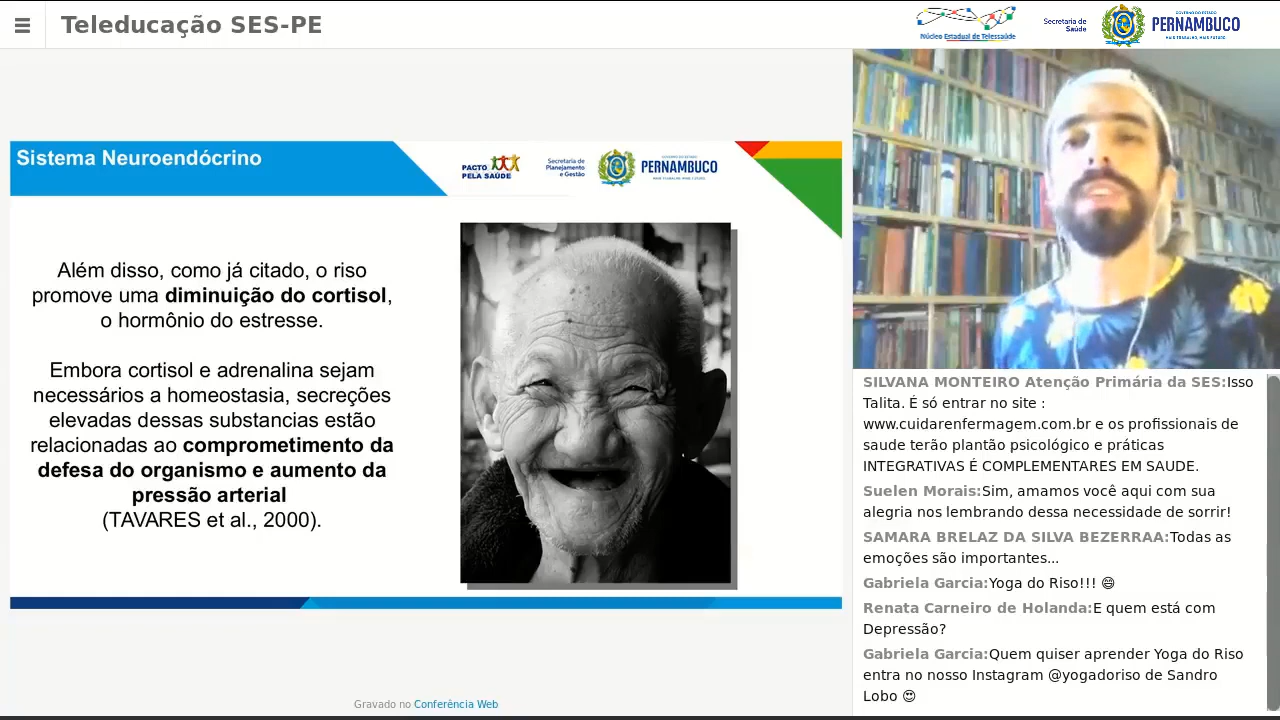 Teleducação SES-PE
Núcleo Estadual de Telessaúde
Secretaria de
Saúde
GOVERNO DO ESTADO
PERNAMBUCO
MAIS TRABALHO, MAIS FUTURO
Sistema Neuroendócrino
PACTO
PELA SAÚDE
Secretaria de
Planejamento
e Gestão
PERNAMBUCO
Além disso, como já citado, o riso
promove uma diminuição do cortisol,
o hormônio do estresse.
Embora cortisol e adrenalina sejam
necessários a homeostasia, secreções
elevadas dessas substancias estão
relacionadas ao comprometimento da
defesa do organismo e aumento da
pressão arterial
(TAVARES et al., 2000).
Gravado no Conferência Web
SILVANA MONTEIRO Atenção Primária da SES:Isso
Talita. É só entrar no site :
www.cuidarenfermagem.com.br e os profissionais de
saude terão plantão psicológico e práticas
INTEGRATIVAS É COMPLEMENTARES EM SAUDE.
Suelen Morais:Sim, amamos você aqui com sua
alegria nos lembrando dessa necessidade de sorrir!
SAMARA BRELAZ DA SILVA BEZERRAA:Todas as
emoções são importantes...
Gabriela Garcia:Yoga do Riso!!! 😄
Renata Carneiro de Holanda:E quem está com
Depressão?
Gabriela Garcia:Quem quiser aprender Yoga do Riso
entra no nosso Instagram @yogadoriso de Sandro
Lobo 😍